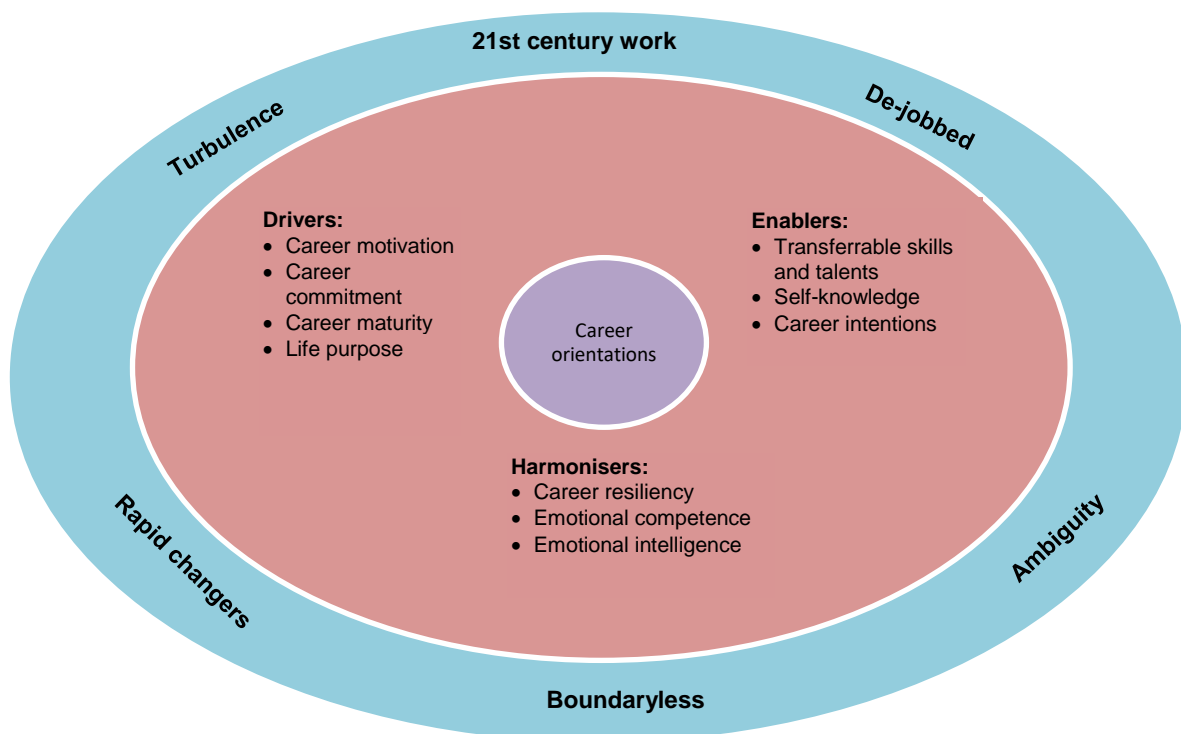 21st century work
Turbulence
De-jobbed
Drivers:
• Career motivation
• Career
commitment
• Career maturity
• Life purpose
Enablers:
• Transferrable skills
and talents
• Self-knowledge
• Career intentions
Career
orientations
Harmonisers:
• Career resiliency
• Emotional competence
• Emotional intelligence
Rapid changers
Ambiguity
Boundaryless